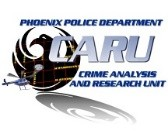 PHOENIX POLICE DEPARTMENT
CARU
CRIME ANALYSIS
AND RESEARCH UNIT